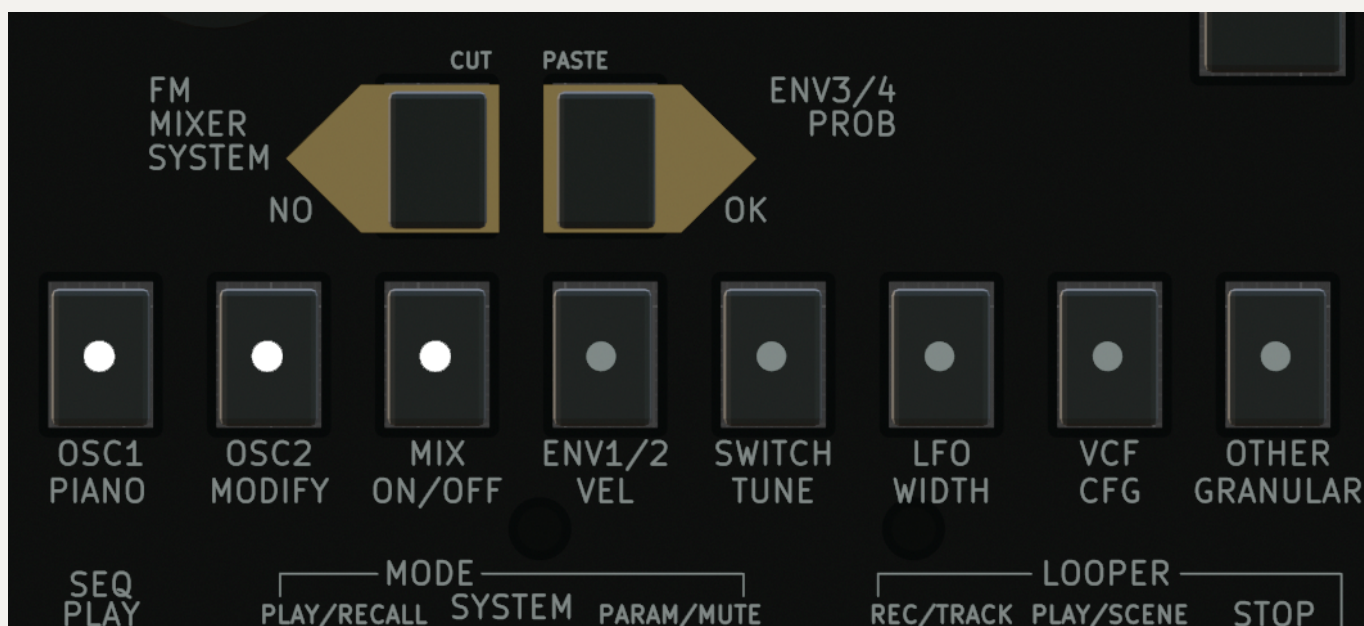 CUT PASTE
FM
MIXER
SYSTEM
ENV3/4
PROB
NO
OK
OSC1 OSC2 MIX ENV1/2 SWITCH LFO VCF OTHER
PIANO MODIFY ON/OFF VEL TUNE WIDTH CFG GRANULAR
SEQ MODE LOOPER
PLAY PLAY/RECALL SYSTEM PARAM/MUTE REC/TRACK PLAY/SCENE STOP